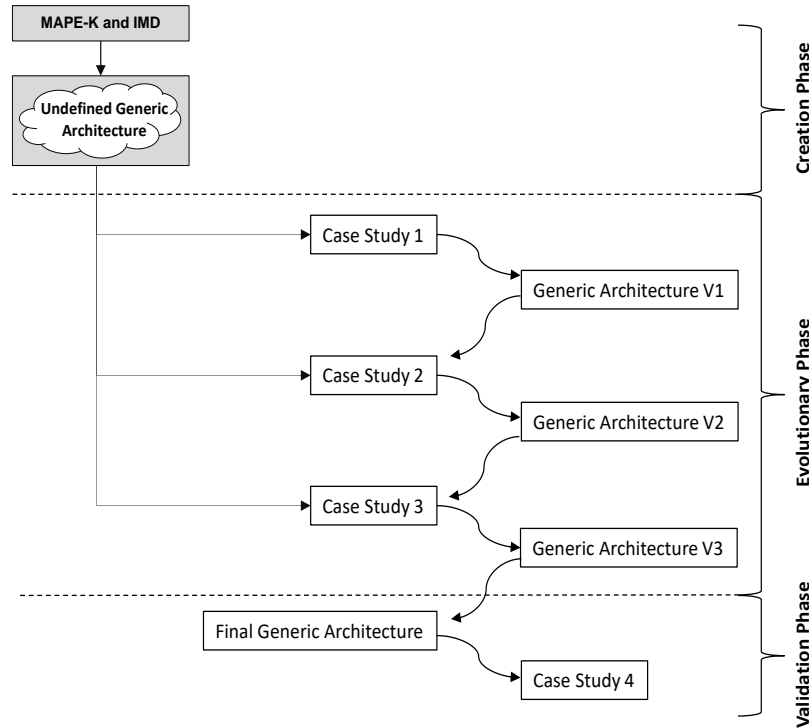 MAPE-K and IMD
Undefined Generic
Architecture
Creation Phase
Case Study 1
Generic Architecture V1
Case Study 2
Generic Architecture V2
Evolutionary Phase
Case Study 3
Generic Architecture V3
Final Generic Architecture
Case Study 4
Validation Phase